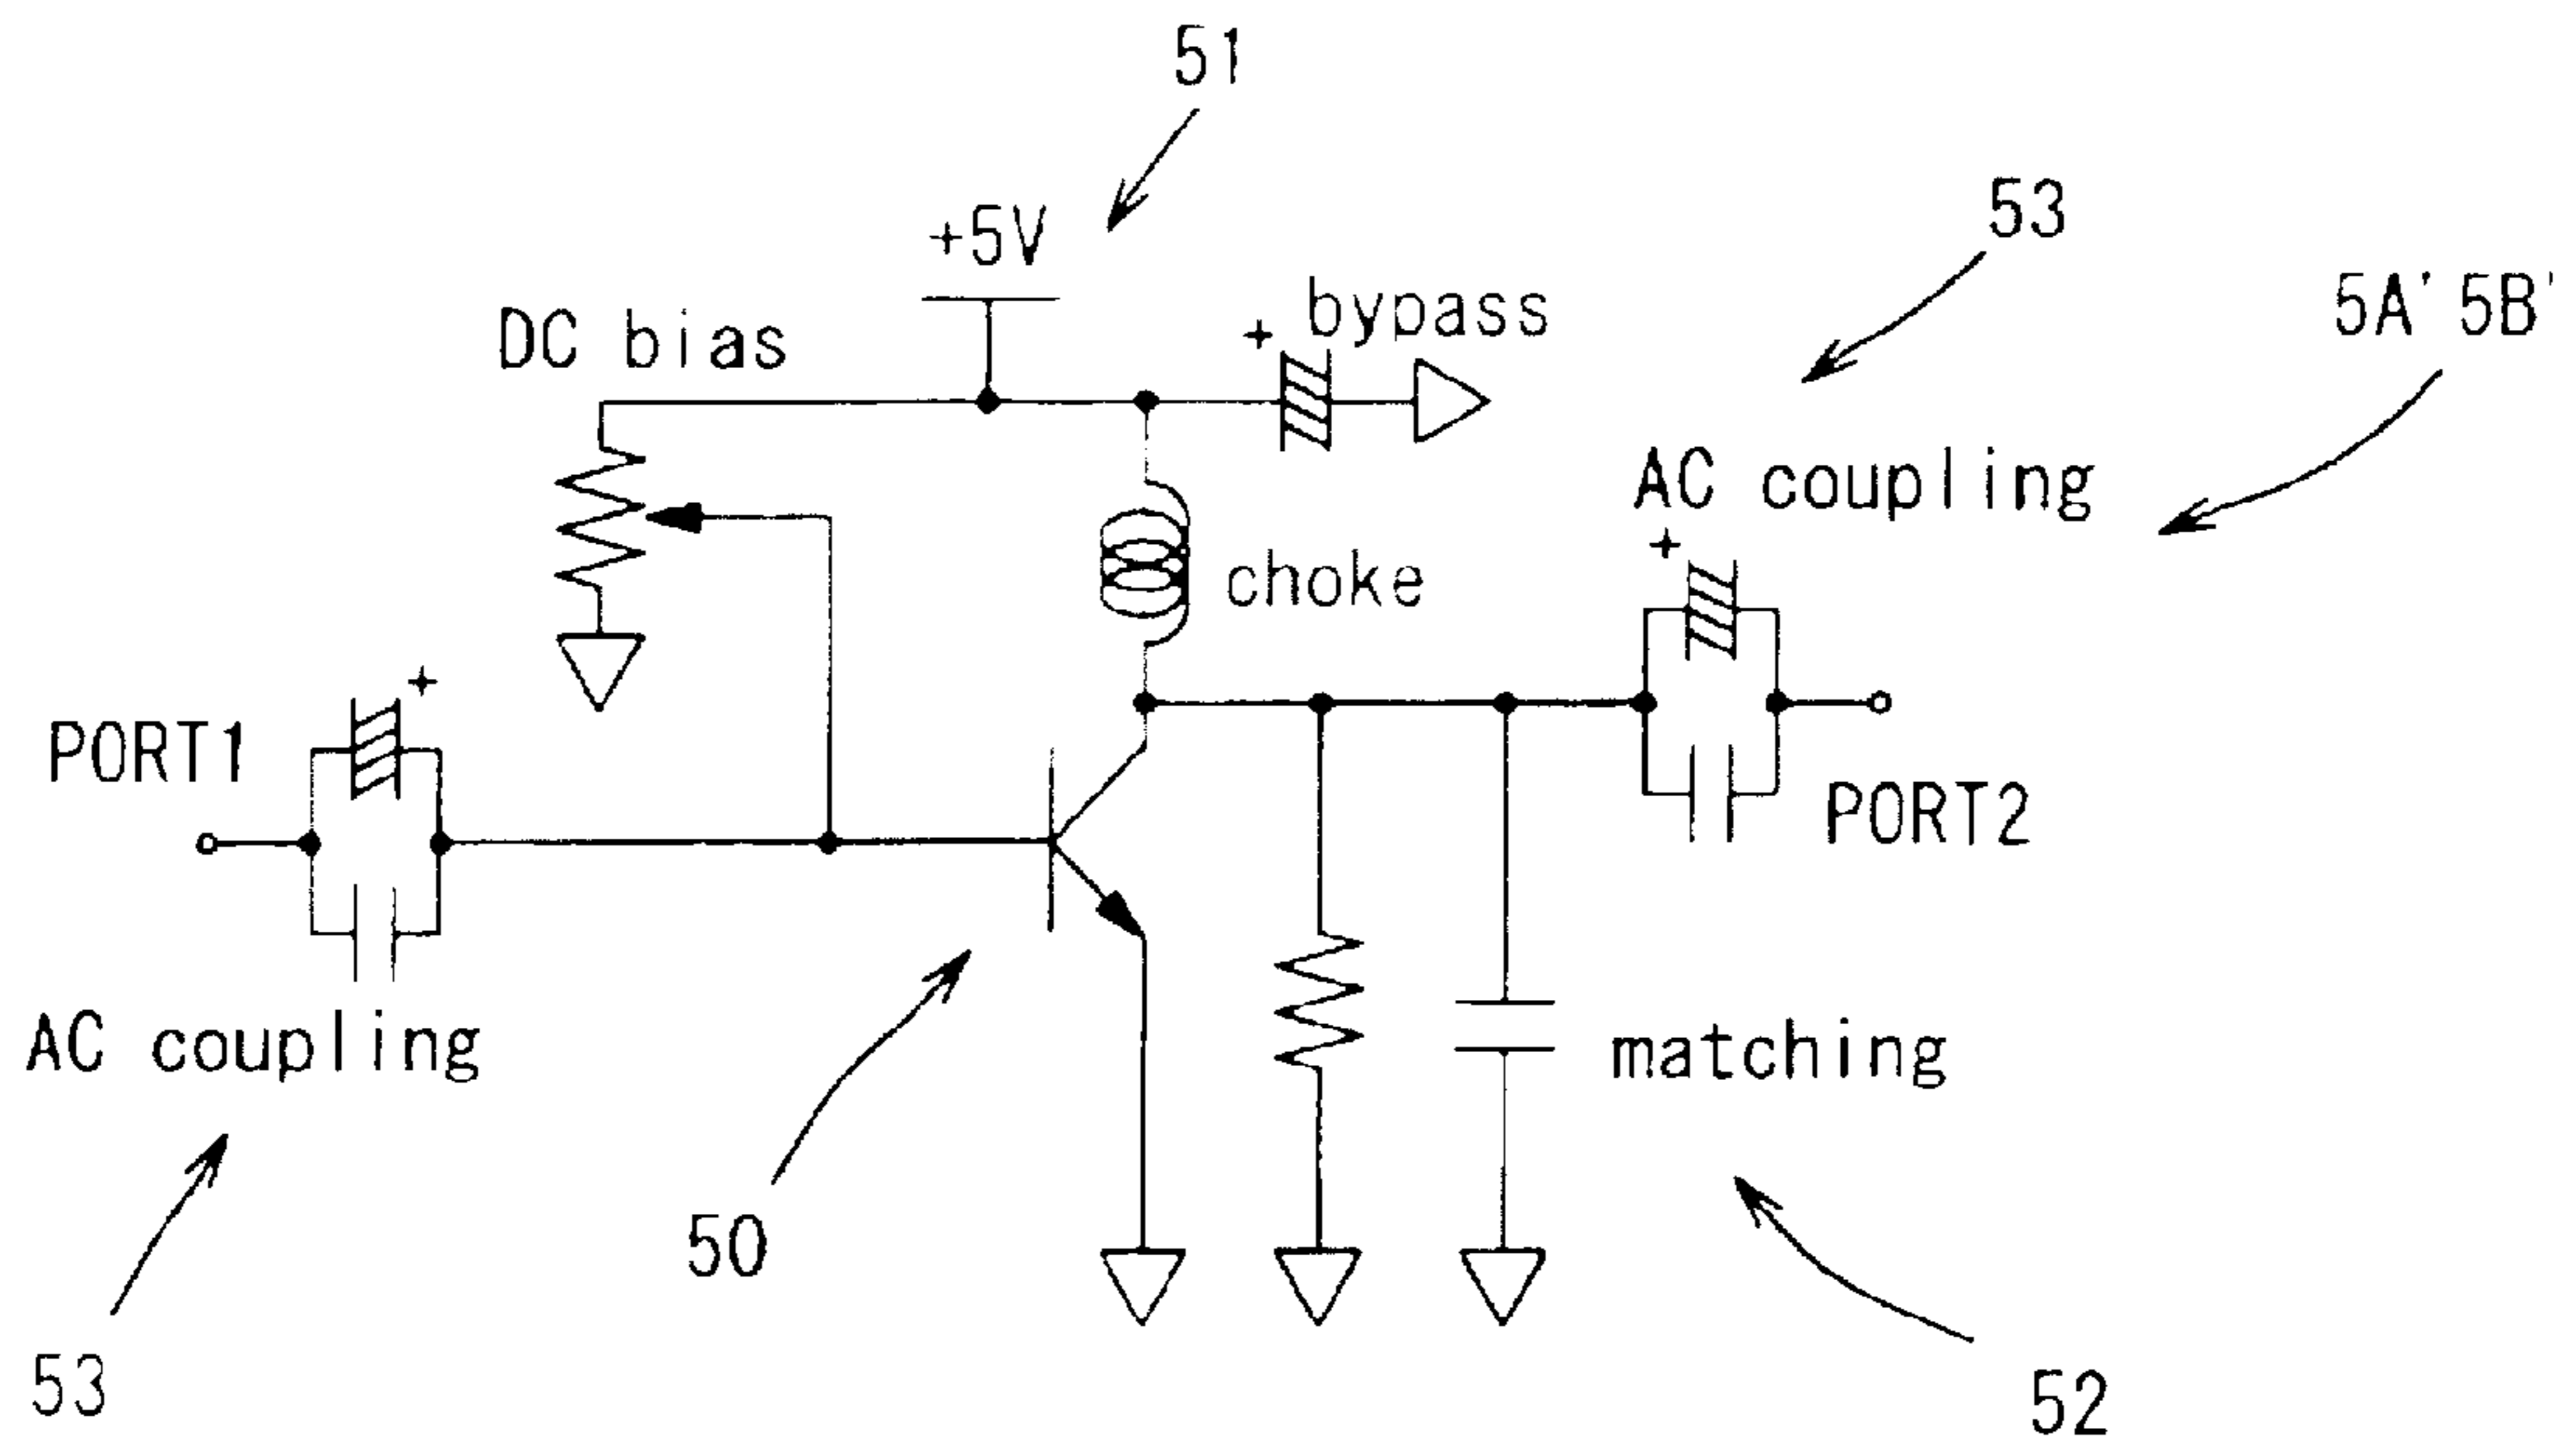 51
53
+5V
5A' 5B'
DC bias
+
bypass
AC coupling
+
choke
+
PORT1
PORT2
AC coupling
matching
50
53
52